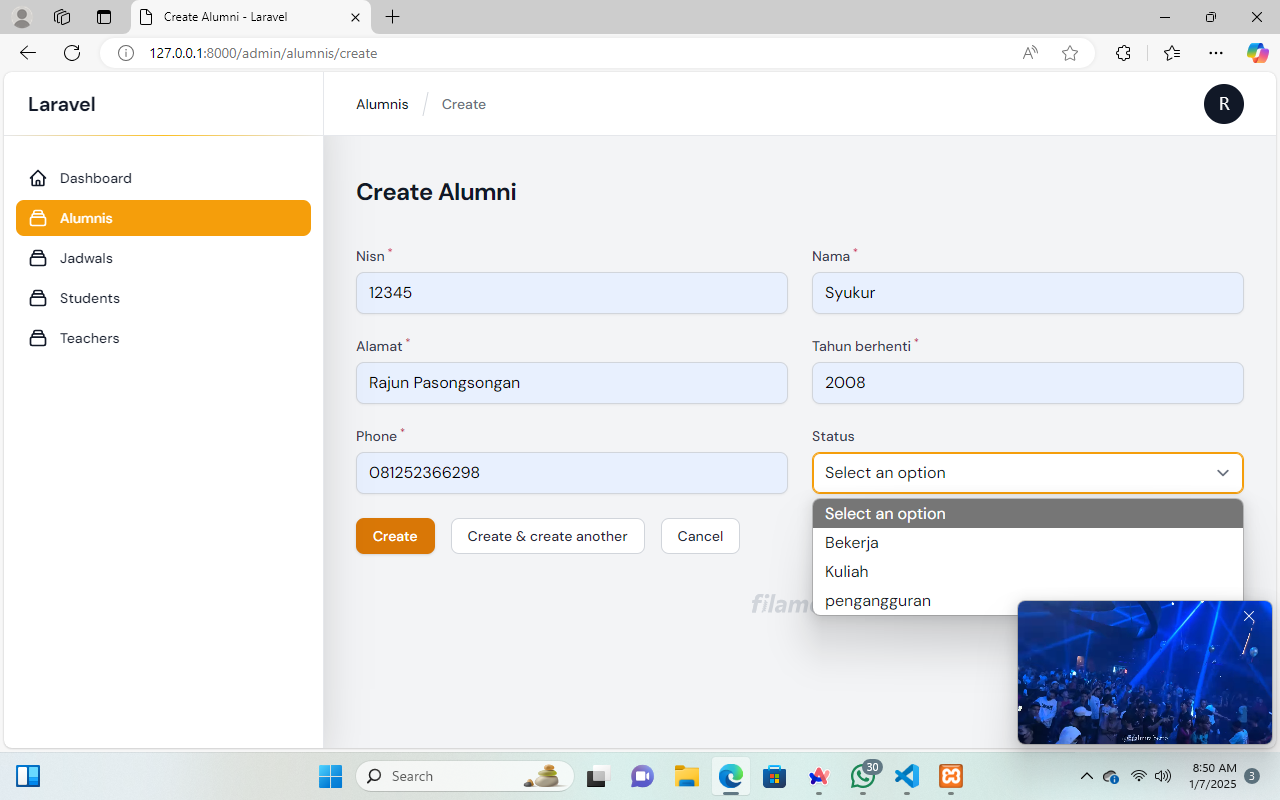 Create Alumni - Laravel
127.0.0.1:8000/admin/alumnis/create
Laravel
Alumnis
Create
R
Dashboard
Alumnis
Jadwals
Students
Teachers
Create Alumni
Nisn*
Nama*
12345
Syukur
Alamat*
Tahun berhenti*
Rajun Pasongsongan
2008
Phone*
Status
081252366298
Select an option
Select an option
Bekerja
Kuliah
pengangguran
Create
Create & create another
Cancel
Search
30
8:50 AM
1/7/2025
3